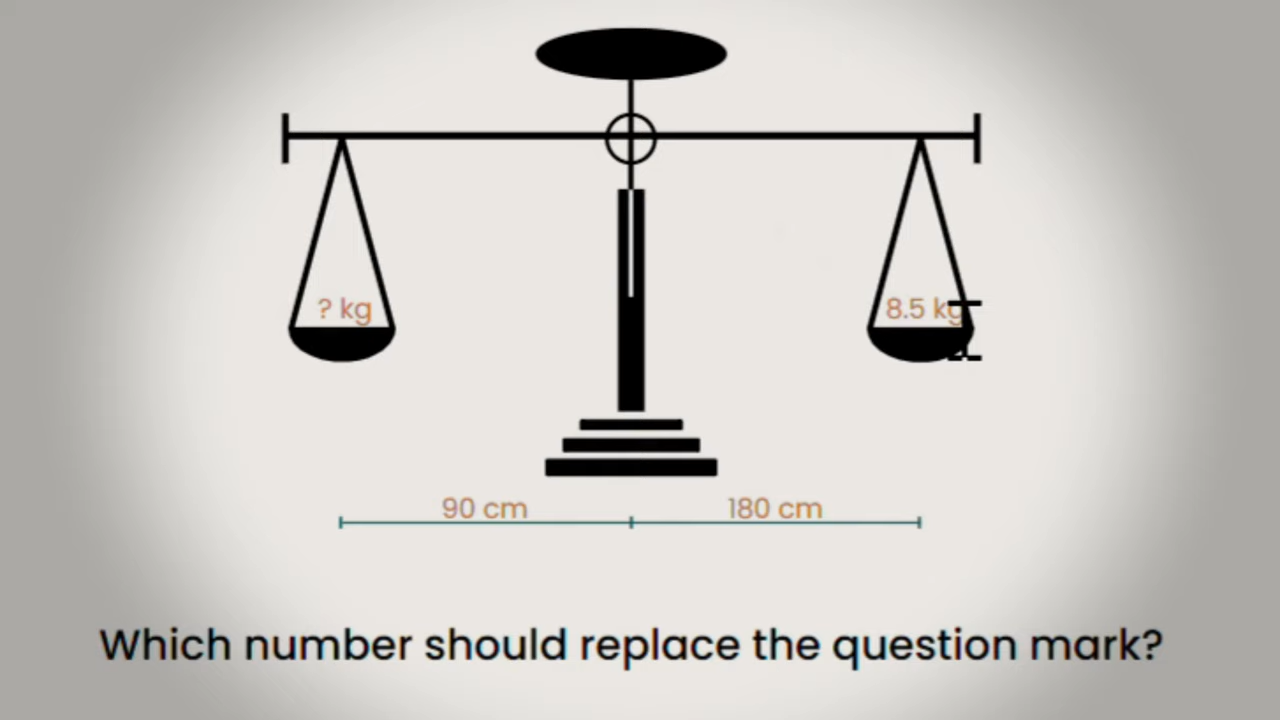 ? kg
8.5 kg
90 cm
180 cm
Which number should replace the question mark?